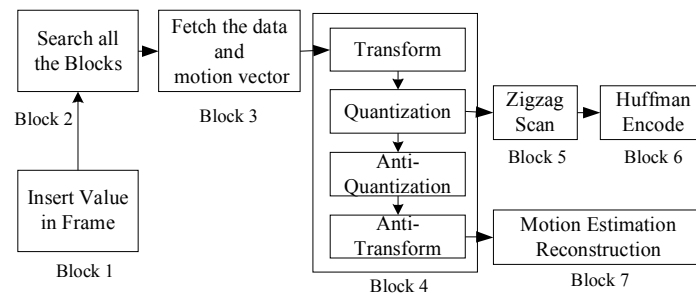 Search all
the Blocks
Block 2
Insert Value
in Frame
Block 1
Fetch the data
and
motion vector
Block 3
Transform
Quantization
Anti-
Quantization
Anti-
Transform
Block 4
Zigzag
Scan
Block 5
Huffman
Encode
Block 6
Motion Estimation
Reconstruction
Block 7